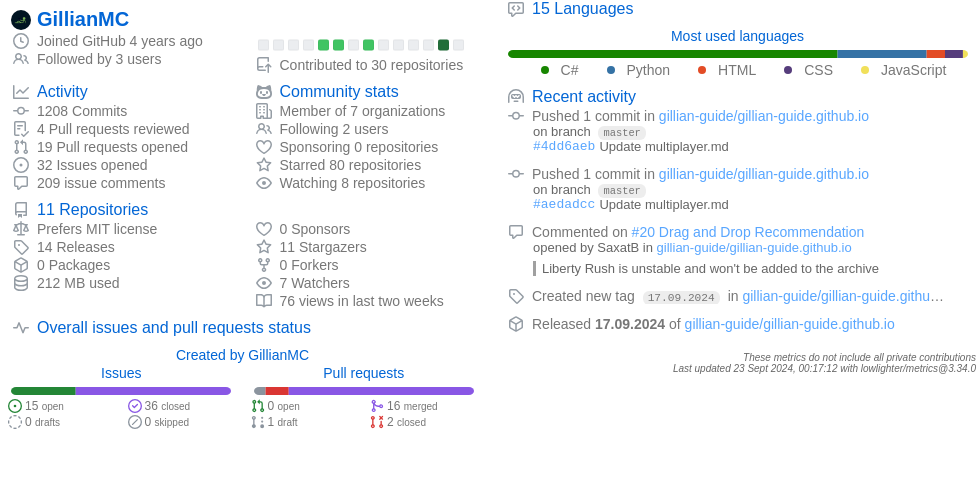 GillianMC
Joined GitHub 4 years ago
Followed by 3 users
Contributed to 30 repositories
Activity
1208 Commits
4 Pull requests reviewed
19 Pull requests opened
32 Issues opened
209 issue comments
Community stats
Member of 7 organizations
Following 2 users
Sponsoring 0 repositories
Starred 80 repositories
Watching 8 repositories
11 Repositories
Prefers MIT license
14 Releases
0 Packages
212 MB used
0 Sponsors
11 Stargazers
0 Forkers
7 Watchers
76 views in last two weeks
Overall issues and pull requests status
Created by GillianMC
Issues
15 open
36 closed
0 drafts
0 skipped
Pull requests
0 open
16 merged
1 draft
2 closed
15 Languages
Most used languages
C# Python HTML CSS JavaScript
Recent activity
Pushed 1 commit in gillian-guide/gillian-guide.github.io
on branch master
#4dd6aeb Update multiplayer.md
Pushed 1 commit in gillian-guide/gillian-guide.github.io
on branch master
#aedadcc Update multiplayer.md
Commented on #20 Drag and Drop Recommendation
opened by SaxatB in gillian-guide/gillian-guide.github.io
Liberty Rush is unstable and won't be added to the archive
Created new tag 17.09.2024 in gillian-guide/gillian-guide.githu…
Released 17.09.2024 of gillian-guide/gillian-guide.github.io
These metrics do not include all private contributions
Last updated 23 Sept 2024, 00:17:12 with lowlighter/metrics@3.34.0